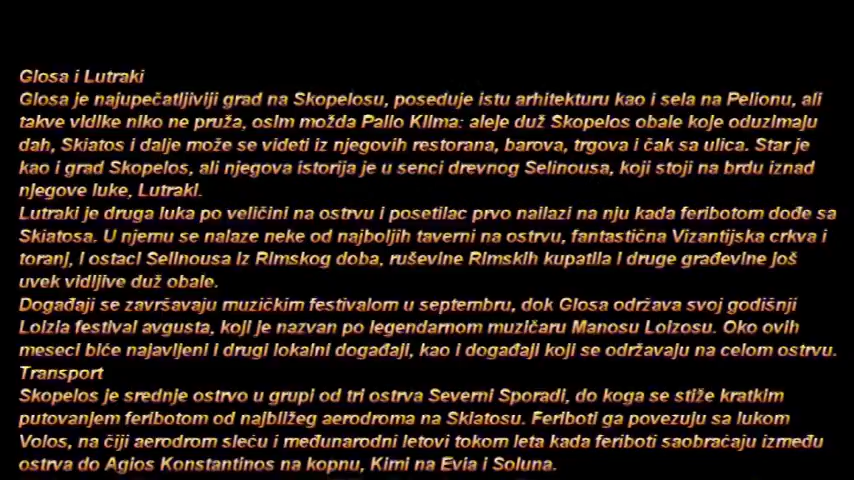 Glosa i Lutraki
Glosa je najupečatljiviji grad na Skopelosu, poseduje istu arhitekturu kao i sela na Pelionu, ali
takve vidike niko ne pruža, osim možda Palio Klima: aleje duž Skopelos obale koje oduzimaju
dah, Skiatos i dalje može se videti iz njegovih restorana, barova, trgova i čak sa ulica. Star je
kao i grad Skopelos, ali njegova istorija je u senci drevnog Selinousa, koji stoji na brdu iznad
njegove luke, Lutraki.
Lutraki je druga luka po veličini na ostrvu i posetilac prvo nailazi na nju kada feribotom dođe sa
Skiatosa. U njemu se nalaze neke od najboljih taverni na ostrvu, fantastična Vizantijska crkva i
toranj, i ostaci Selinousa iz Rimskog doba, ruševine Rimskih kupatila i druge građevine još
uvek vidljive duž obale.
Događaji se završavaju muzičkim festivalom u septembru, dok Glosa održava svoj godišnji
Loizia festival avgusta, koji je nazvan po legendarnom muzičaru Manosu Loizosu. Oko ovih
meseci biće najavljeni i drugi lokalni događaji, kao i događaji koji se održavaju na celom ostrvu.
Transport
Skopelos je srednje ostrvo u grupi od tri ostrva Severni Sporadi, do koga se stiže kratkim
putovanjem feribotom od najbližeg aerodroma na Skiatosu. Feriboti ga povezuju sa lukom
Volos, na čiji aerodrom sleću i međunarodni letovi tokom leta kada feriboti saobraćaju između
ostrva do Agios Konstantinos na kopnu, Kimi na Evia i Soluna.